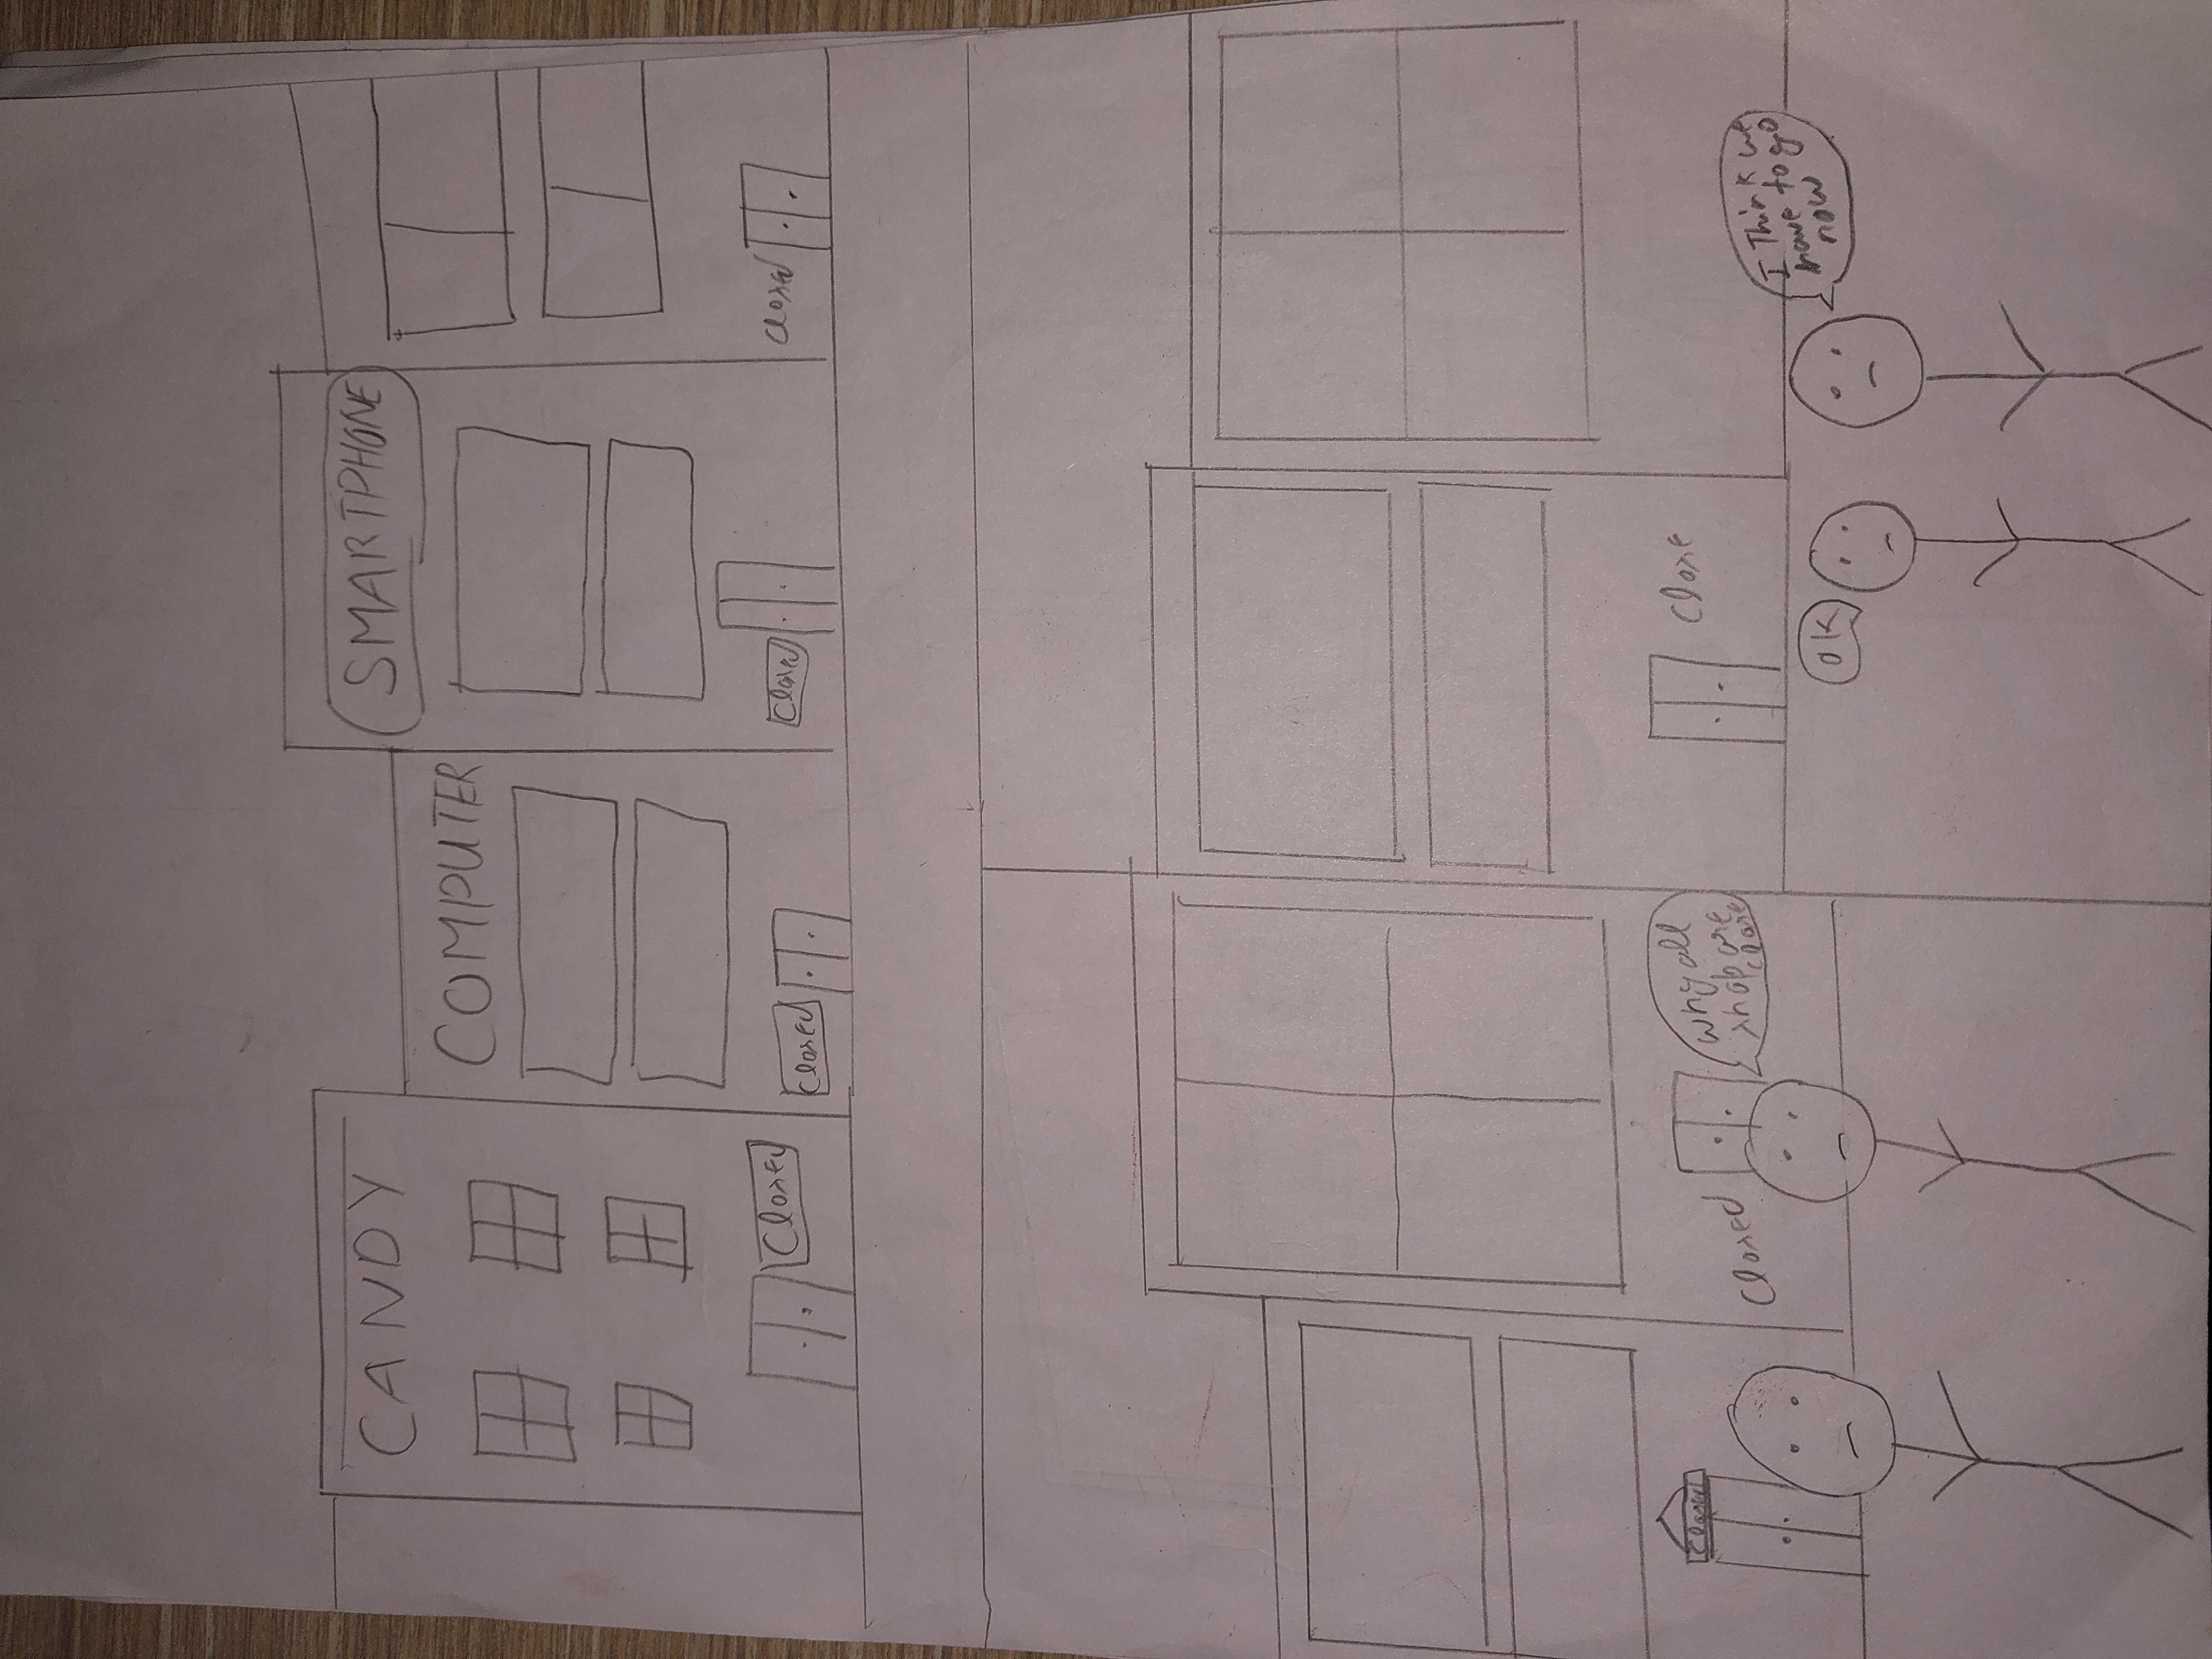 CANDY
COMPUTER
SMARTPHONE
Closed
Closed
Closed
Closed
Closed
Closed
why all
shop are
close
Close
OK
I Think we
have to go
now